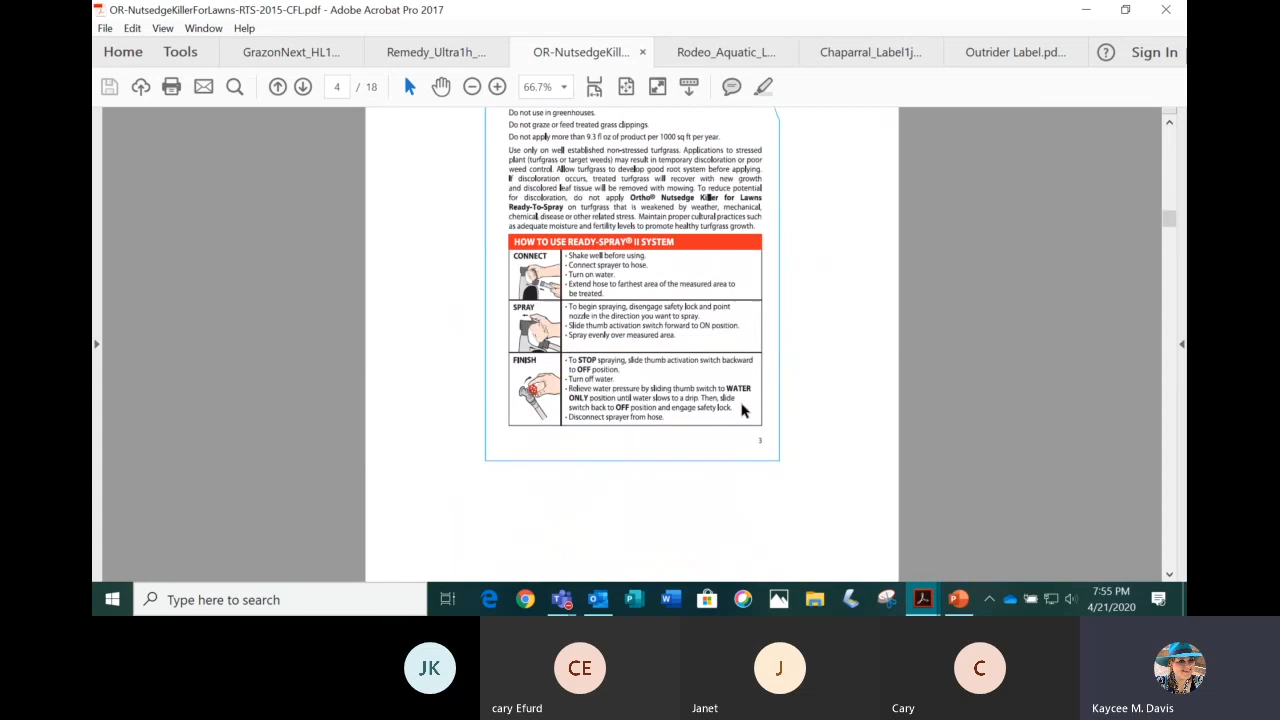 OR-NutsedgeKillerForLawns-RTS-2015-CFL.pdf - Adobe Acrobat Pro 2017
File Edit View Window Help
Home Tools GrazonNext_HL1... Remedy_Ultra1h_... OR-NutsedgeKill... × Rodeo_Aquatic_L... Chaparral_Label1j... Outrider Label.pd... Sign In
4 / 18 66.7%
Do not use in greenhouses.
Do not graze or feed treated grass clippings.
Do not apply more than 9.3 fl oz of product per 1000 sq ft per year.
Use only on well established non-stressed turfgrass. Applications to stressed
plant (turfgrass or target weeds) may result in temporary discoloration or poor
weed control. Allow turfgrass to develop good root system before applying.
If discoloration occurs, treated turfgrass will recover with new growth
and discolored leaf tissue will be removed with mowing. To reduce potential
for discoloration, do not apply Ortho® Nutsedge Killer for Lawns
Ready-To-Spray on turfgrass that is weakened by weather, mechanical,
chemical, disease or other related stress. Maintain proper cultural practices such
as adequate moisture and fertility levels to promote healthy turfgrass growth.
HOW TO USE READY-SPRAY® II SYSTEM
CONNECT
• Shake well before using.
• Connect sprayer to hose.
• Turn on water.
• Extend hose to farthest area of the measured area to
be treated.
SPRAY
• To begin spraying, disengage safety lock and point
nozzle in the direction you want to spray.
• Slide thumb activation switch forward to ON position.
• Spray evenly over measured area.
FINISH
• To STOP spraying, slide thumb activation switch backward
to OFF position.
• Turn off water.
• Relieve water pressure by sliding thumb switch to WATER
ONLY position until water slows to a drip. Then, slide
switch back to OFF position and engage safety lock.
• Disconnect sprayer from hose.
3
Type here to search
7:55 PM
4/21/2020
JK CE J C
cary Efurd Janet Cary Kaycee M. Davis